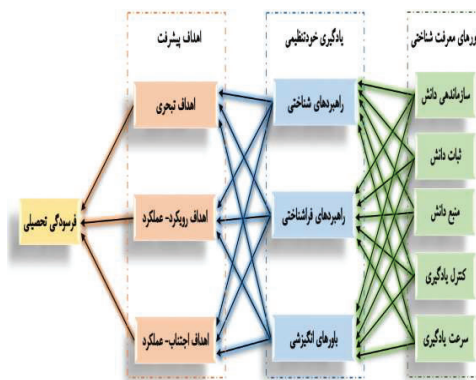 ورهای معرفت شناختی
سازماندهی دانش
ثبات دانش
منبع دانش
کنترل یادگیری
سرعت یادگیری
یادگیری خودتنظیمی
راهبردهای شناختی
راهبردهای فراشناختی
باورهای انگیزشی
اهداف پیشرفت
اهداف تبحری
اهداف رویکرد- عملکرد
اهداف اجتناب- عملکرد
فرسودگی تحصیلی